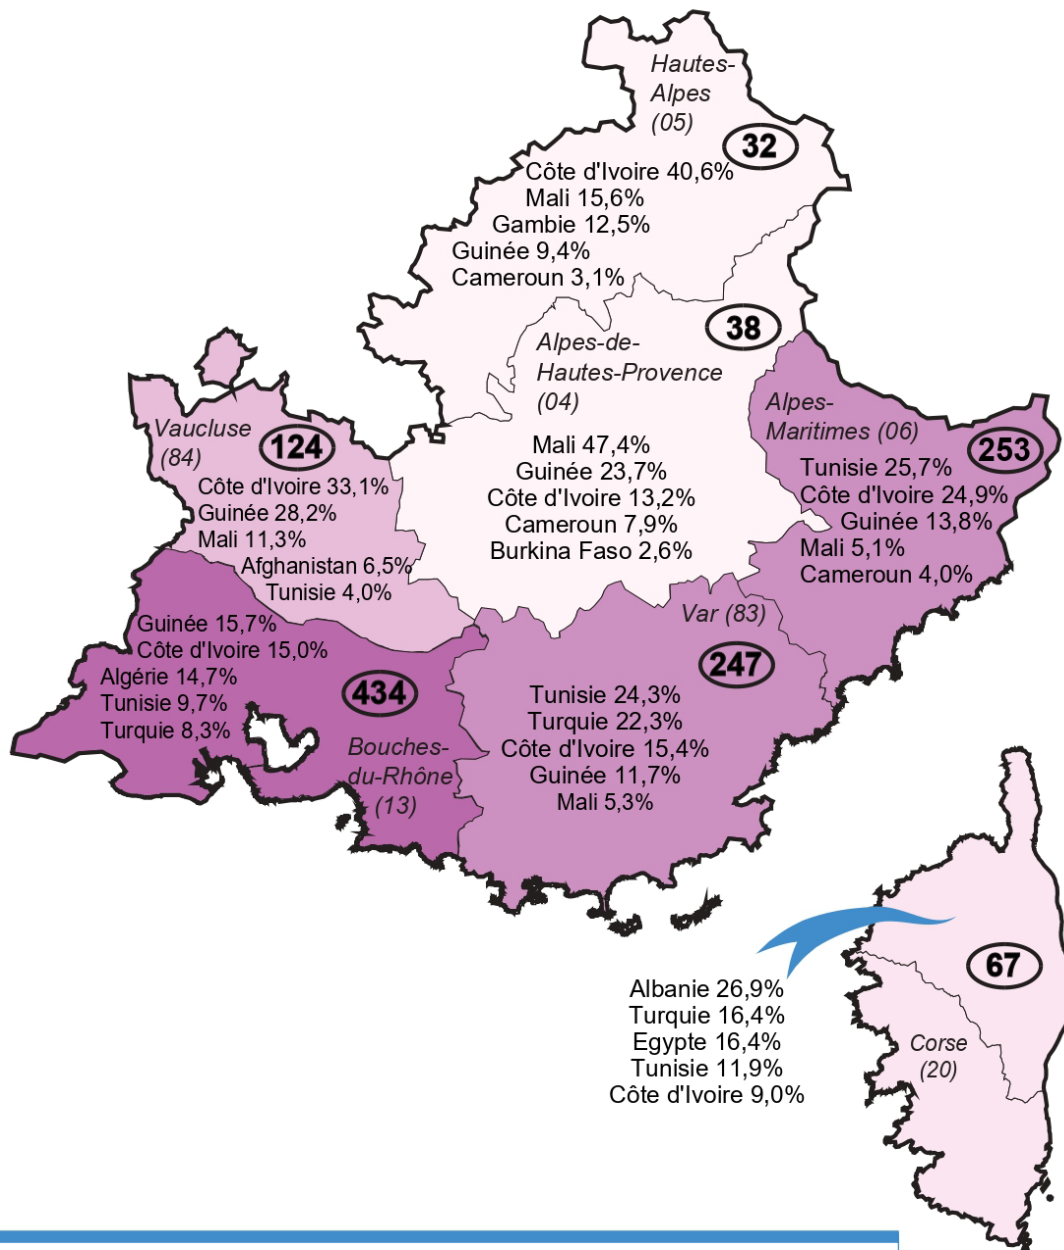 Hautes-
Alpes
(05)
32
Côte d'Ivoire 40,6%
Mali 15,6%
Gambie 12,5%
Guinée 9,4%
Cameroun 3,1%
38
Alpes-de-
Hautes-Provence
(04)
Mali 47,4%
Guinée 23,7%
Côte d'Ivoire 13,2%
Cameroun 7,9%
Burkina Faso 2,6%
Alpes-
Maritimes (06)
253
Tunisie 25,7%
Côte d'Ivoire 24,9%
Guinée 13,8%
Mali 5,1%
Cameroun 4,0%
Vaucluse
(84)
124
Côte d'Ivoire 33,1%
Guinée 28,2%
Mali 11,3%
Afghanistan 6,5%
Tunisie 4,0%
Guinée 15,7%
Côte d'Ivoire 15,0%
Algérie 14,7%
Tunisie 9,7%
Turquie 8,3%
434
Bouches-
du-Rhône
(13)
Var (83)
247
Tunisie 24,3%
Turquie 22,3%
Côte d'Ivoire 15,4%
Guinée 11,7%
Mali 5,3%
67
Albanie 26,9%
Turquie 16,4%
Egypte 16,4%
Tunisie 11,9%
Côte d'Ivoire 9,0%
Corse
(20)